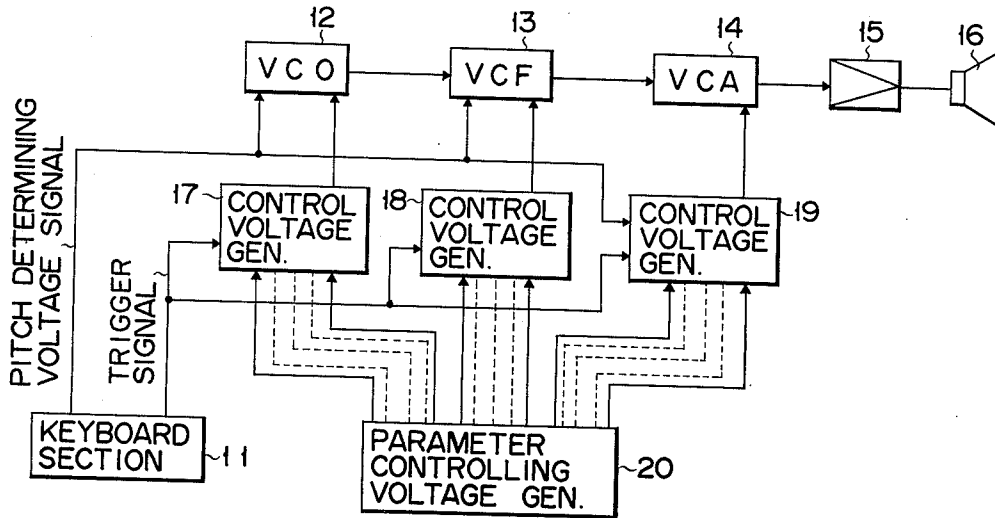 12
VCO
13
VCF
14
VCA
15
16
PITCH DETERMINING
VOLTAGE SIGNAL
TRIGGER
SIGNAL
17
CONTROL
VOLTAGE
GEN.
18
CONTROL
VOLTAGE
GEN.
CONTROL
VOLTAGE
GEN.
19
KEYBOARD
SECTION
11
PARAMETER
CONTROLLING
VOLTAGE GEN.
20